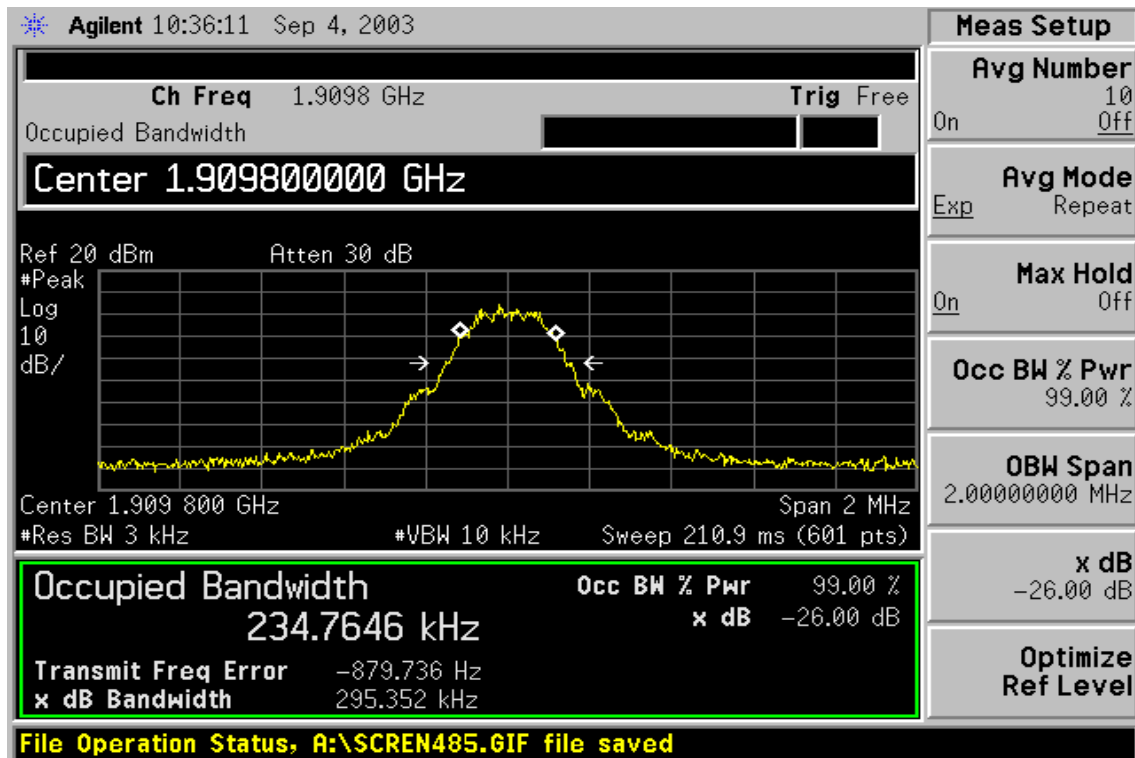 Agilent 10:36:11 Sep 4, 2003
Meas Setup
Ch Freq 1.9098 GHz Trig Free
Occupied Bandwidth
Center 1.909800000 GHz
Ref 20 dBm Atten 30 dB
#Peak
Log
10
dB/
Center 1.909 800 GHz Span 2 MHz
#Res BW 3 kHz #VBW 10 kHz Sweep 210.9 ms (601 pts)
Occupied Bandwidth Occ BW % Pwr 99.00 %
234.7646 kHz x dB -26.00 dB
Transmit Freq Error -879.736 Hz
x dB Bandwidth 295.352 kHz
File Operation Status, A:\SCREN485.GIF file saved
Avg Number
10
On Off
Avg Mode
Exp Repeat
Max Hold
On Off
Occ BW % Pwr
99.00 %
OBW Span
2.00000000 MHz
x dB
-26.00 dB
Optimize
Ref Level